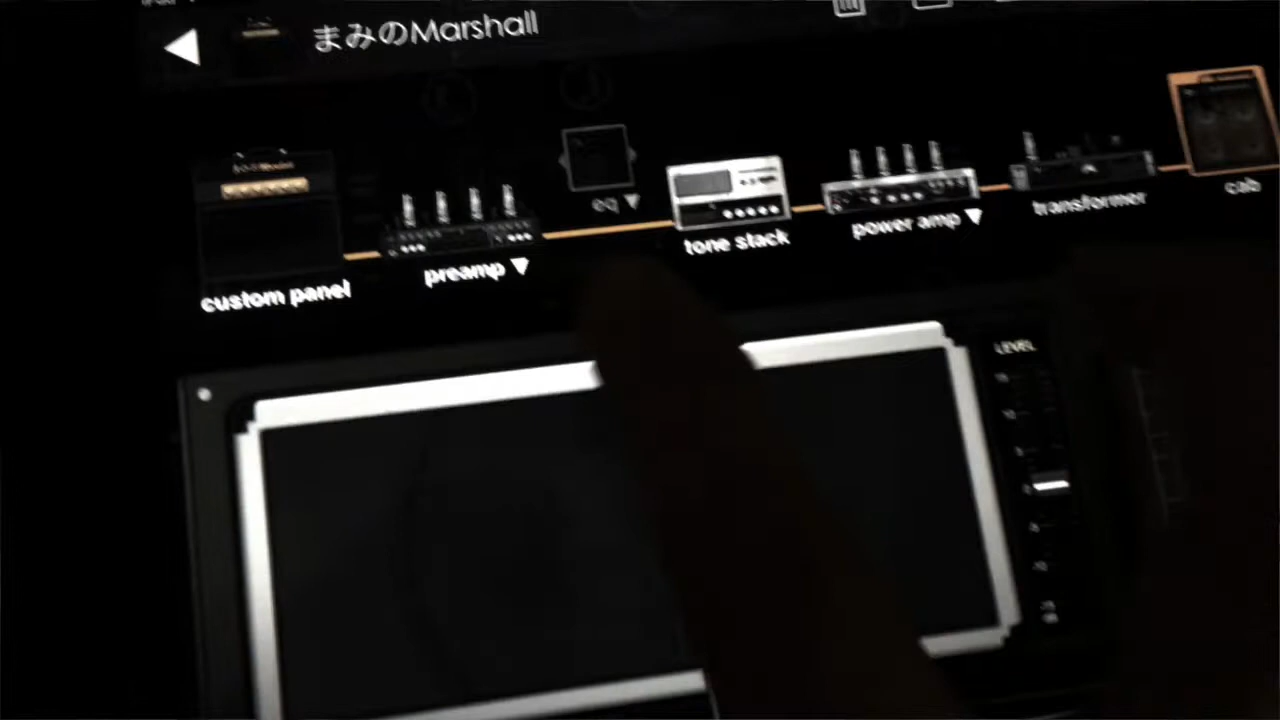 まみのMarshall
custom panel
preamp ▼
eq ▼
tone stack
power amp ▼
transformer
cab
LEVEL